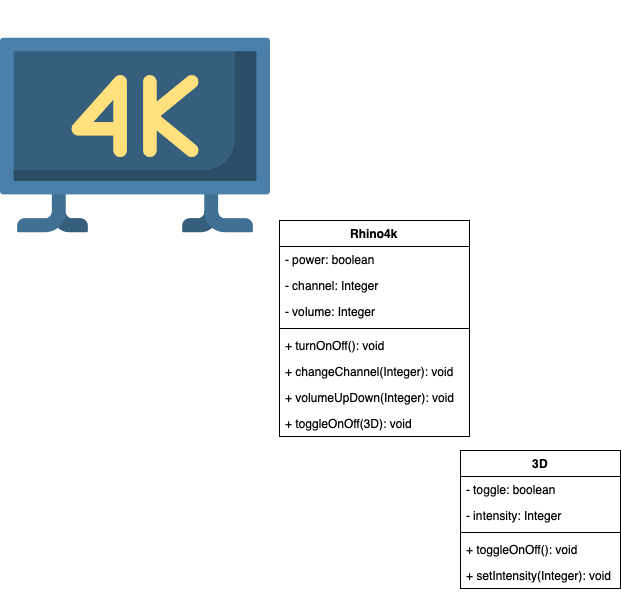 4K
Rhino4k
- power: boolean
- channel: Integer
- volume: Integer
+ turnOnOff(): void
+ changeChannel(Integer): void
+ volumeUpDown(Integer): void
+ toggleOnOff(3D): void
3D
- toggle: boolean
- intensity: Integer
+ toggleOnOff(): void
+ setIntensity(Integer): void